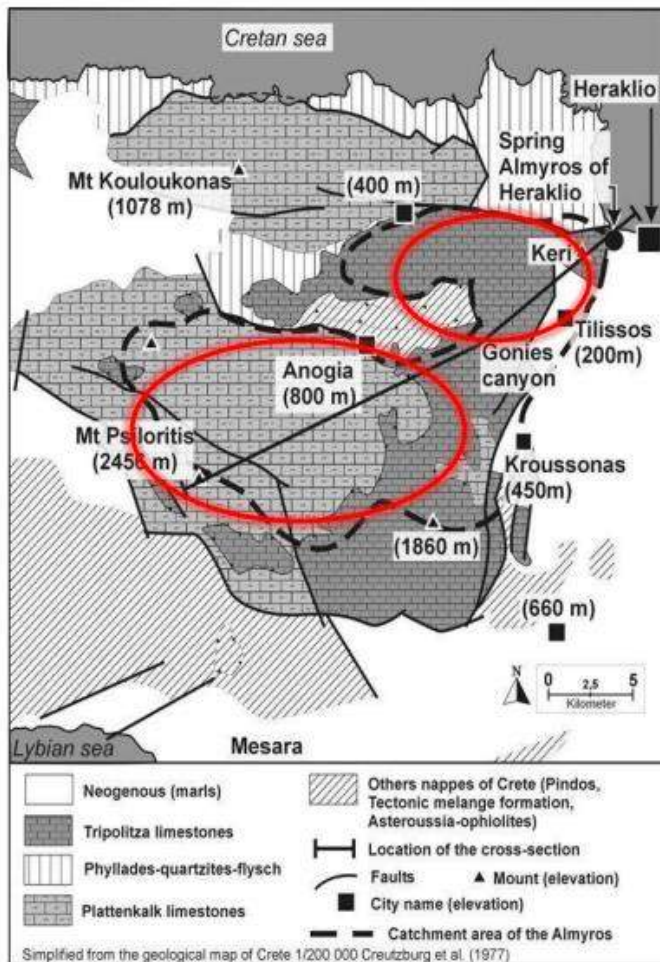 Cretan sea
Heraklio
Spring
Almyros of
Heraklio
Mt Kouloukonas
(1078 m)
(400 m)
Keri
Tilissos
(200m)
Gonies
canyon
Anogia
(800 m)
Mt Psiloritis
(2456 m)
Kroussonas
(450m)
(1860 m)
(660 m)
N
0 2,5 5
Kilometer
Lybian sea
Mesara
Neogenous (marls)
Tripolitza limestones
Phyllades-quartzites-flysch
Plattenkalk limestones
Others nappes of Crete (Pindos,
Tectonic melange formation,
Asteroussia-ophiolites)
Location of the cross-section
Faults
Mount (elevation)
City name (elevation)
Catchment area of the Almyros
Simplified from the geological map of Crete 1/200 000 Creutzburg et al. (1977)